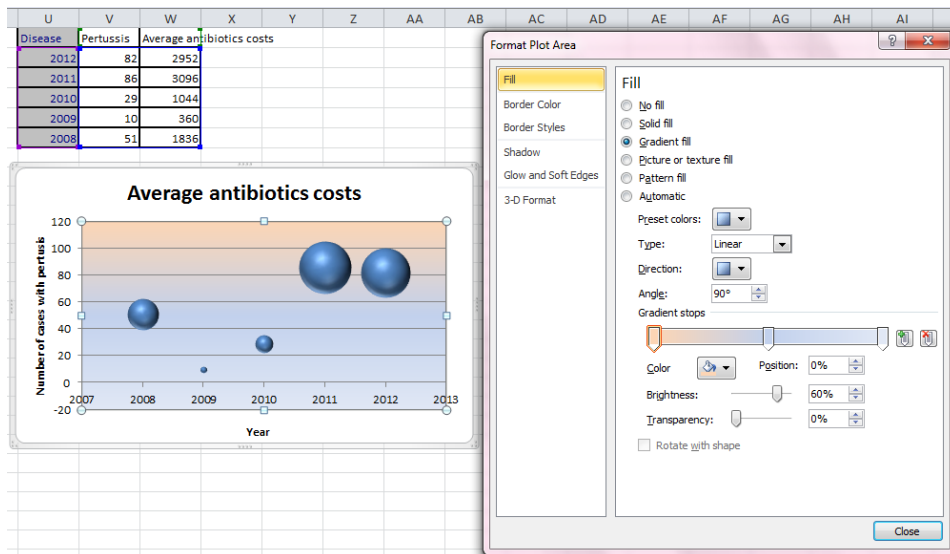 U V W X Y Z AA AB AC AD AE AF AG AH AI
Disease Pertussis Average antibiotics costs
2012 82 2952
2011 86 3096
2010 29 1044
2009 10 360
2008 51 1836
Average antibiotics costs
Number of cases with pertusis
120
100
80
60
40
20
0
-20
2007 2008 2009 2010 2011 2012 2013
Year
Format Plot Area
Fill
Border Color
Border Styles
Shadow
Glow and Soft Edges
3-D Format
Fill
No fill
Solid fill
Gradient fill
Picture or texture fill
Pattern fill
Automatic
Preset colors:
Type: Linear
Direction:
Angle: 90°
Gradient stops
Color Position: 0%
Brightness: 60%
Transparency: 0%
Rotate with shape
Close